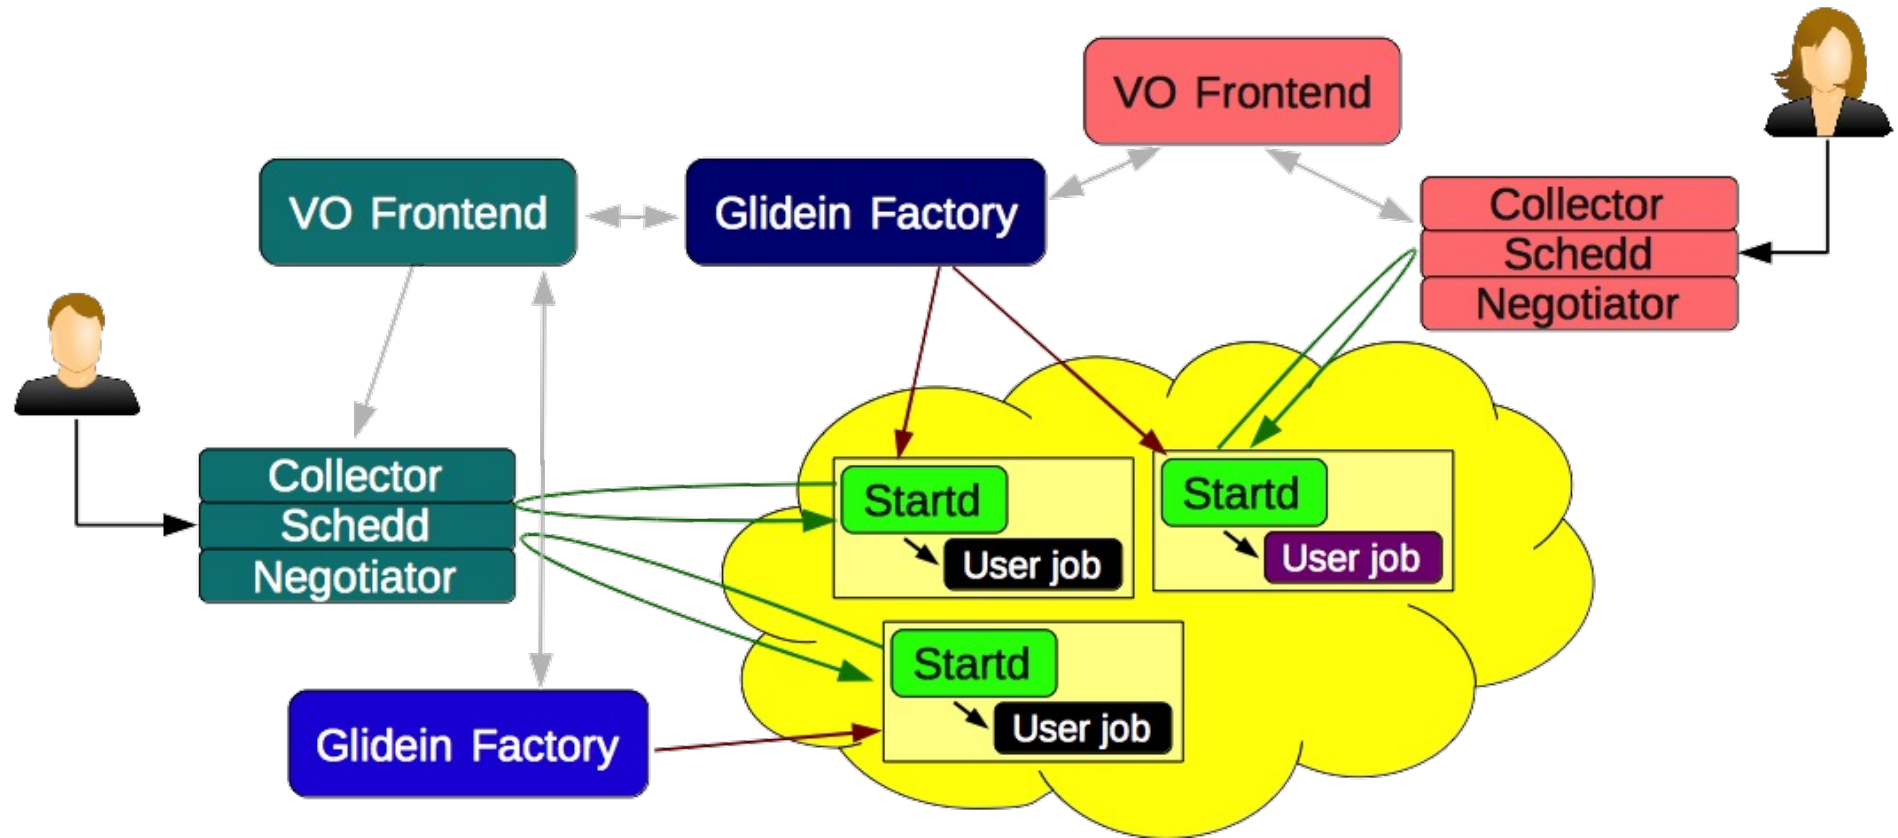 VO Frontend
VO Frontend
Glidein Factory
Collector
Schedd
Negotiator
Collector
Schedd
Negotiator
Startd
User job
Startd
User job
Startd
User job
Glidein Factory